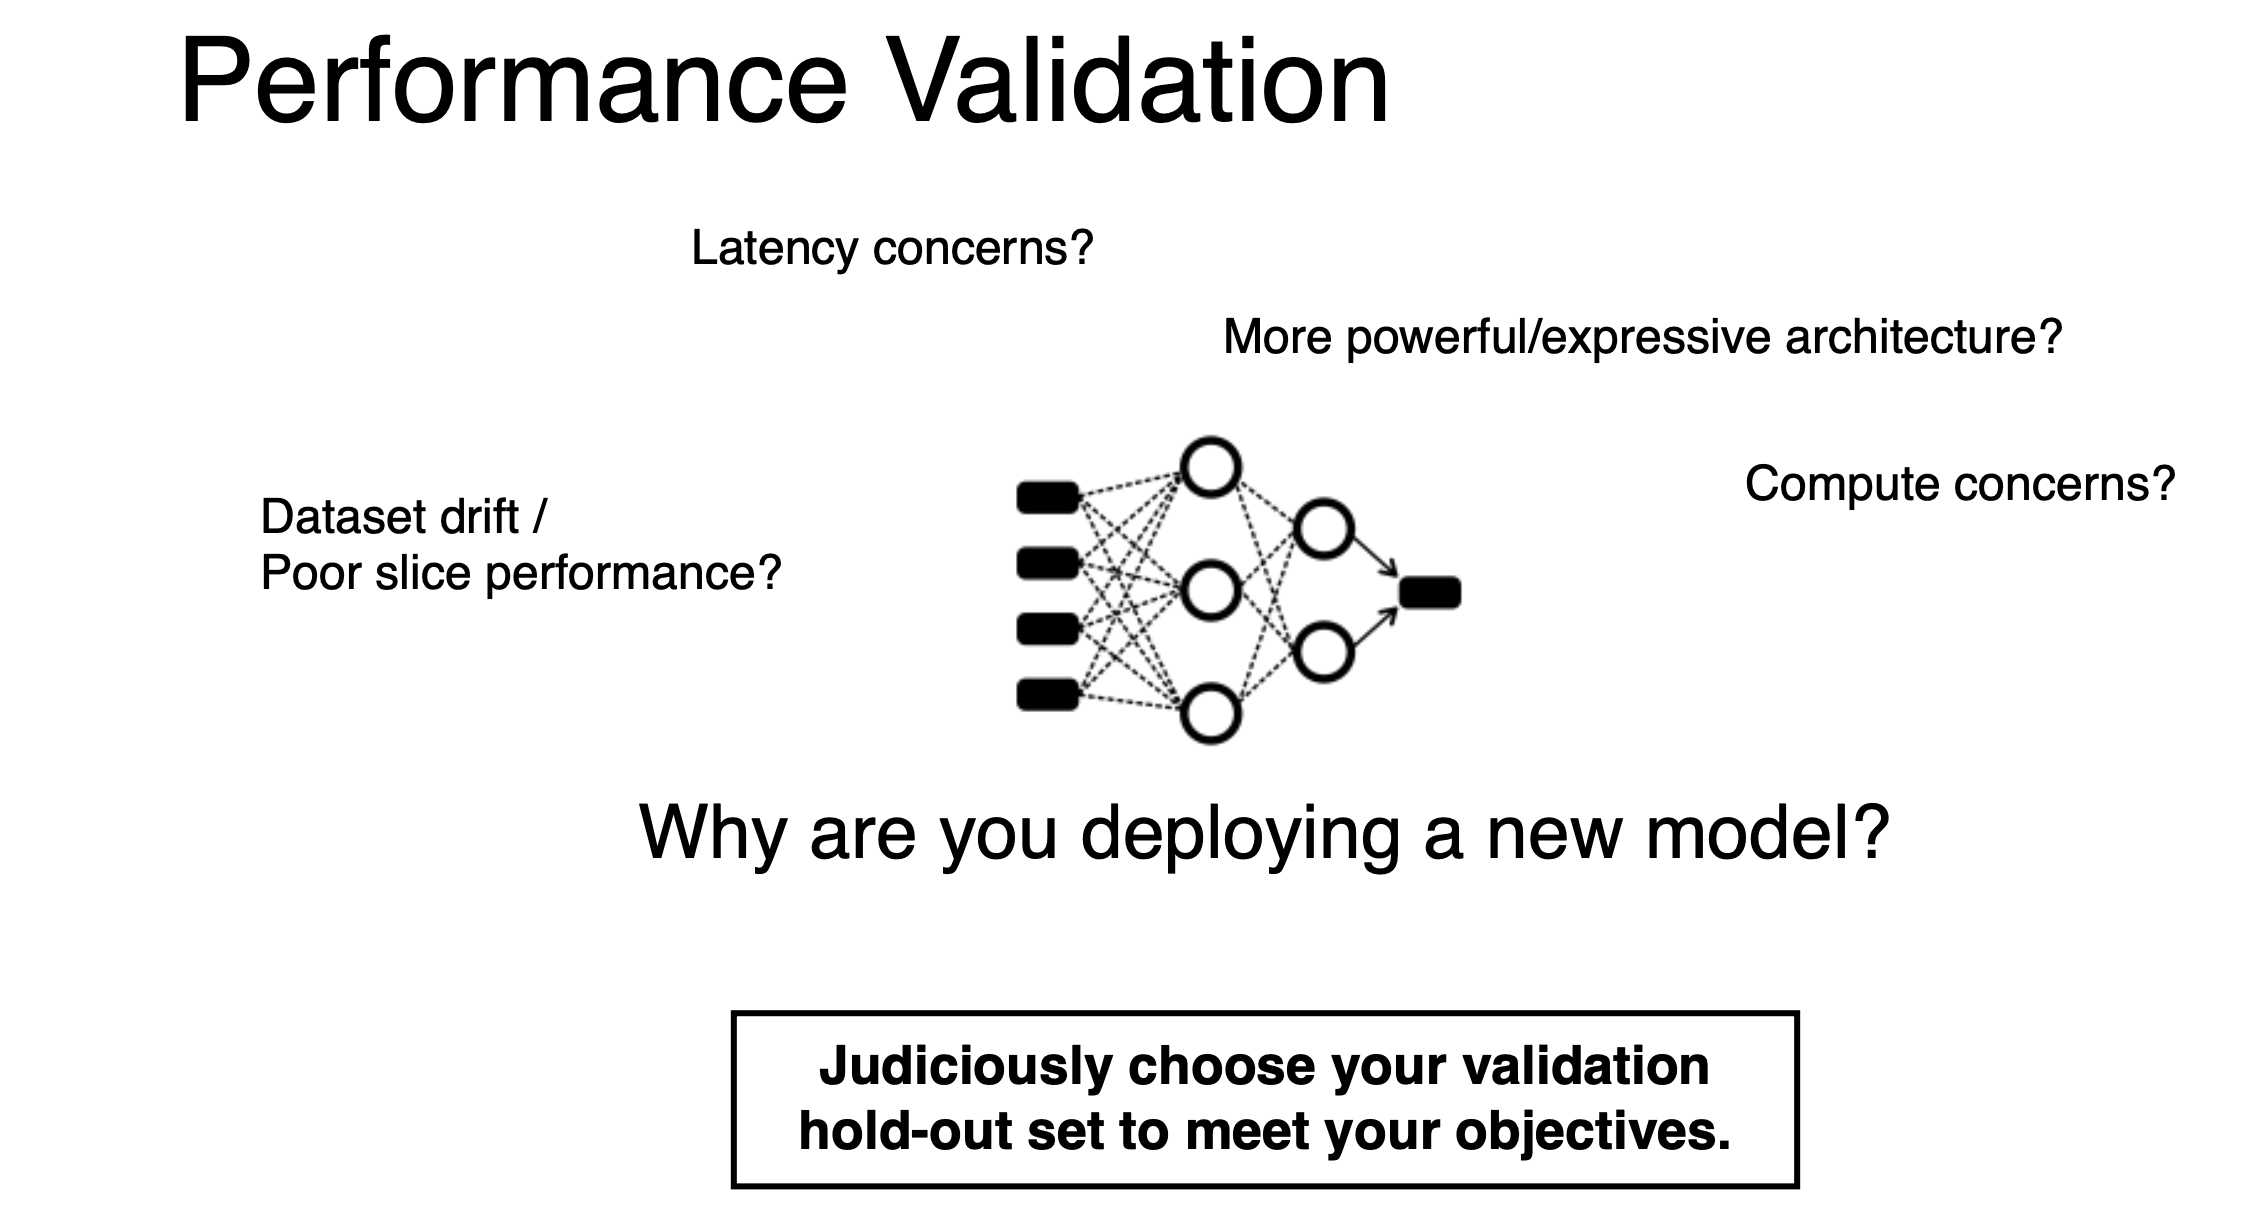 Performance Validation
Latency concerns?
More powerful/expressive architecture?
Compute concerns?
Dataset drift /
Poor slice performance?
Why are you deploying a new model?
Judiciously choose your validation
hold-out set to meet your objectives.